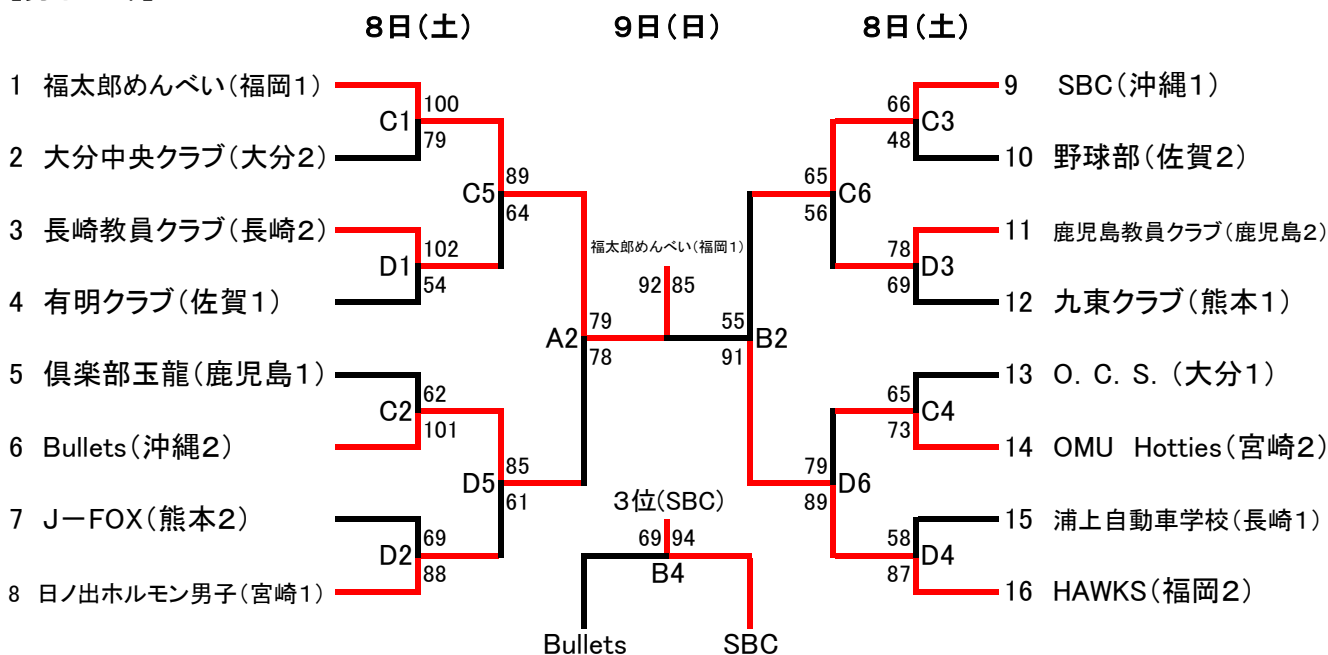 8日(土) 9日(日) 8日(土)
1 福太郎めんべい(福岡1)
2 大分中央クラブ(大分2)
3 長崎教員クラブ(長崎2)
4 有明クラブ(佐賀1)
5 倶楽部玉龍(鹿児島1)
6 Bullets(沖縄2)
7 J-FOX(熊本2)
8 日ノ出ホルモン男子(宮崎1)
C1 100 79
D1 102 54
C2 62 101
D2 69 88
C5 89 64
D5 85 61
A2 79 78
福太郎めんべい(福岡1)
92 85
3位(SBC)
69 94
B4
Bullets SBC
55 91 B2
65 56 C6
79 89 D6
66 48 C3
78 69 D3
65 73 C4
58 87 D4
9 SBC(沖縄1)
10 野球部(佐賀2)
11 鹿児島教員クラブ(鹿児島2)
12 九東クラブ(熊本1)
13 O. C. S. (大分1)
14 OMU Hotties(宮崎2)
15 浦上自動車学校(長崎1)
16 HAWKS(福岡2)